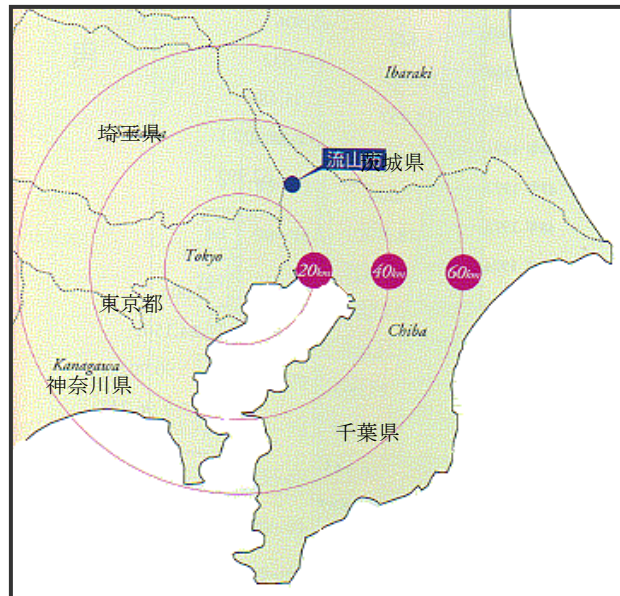 Ibaraki
埼玉県
流山市
茨城県
Tokyo
20km
40km
60km
東京都
Chiba
Kanagawa
神奈川県
千葉県